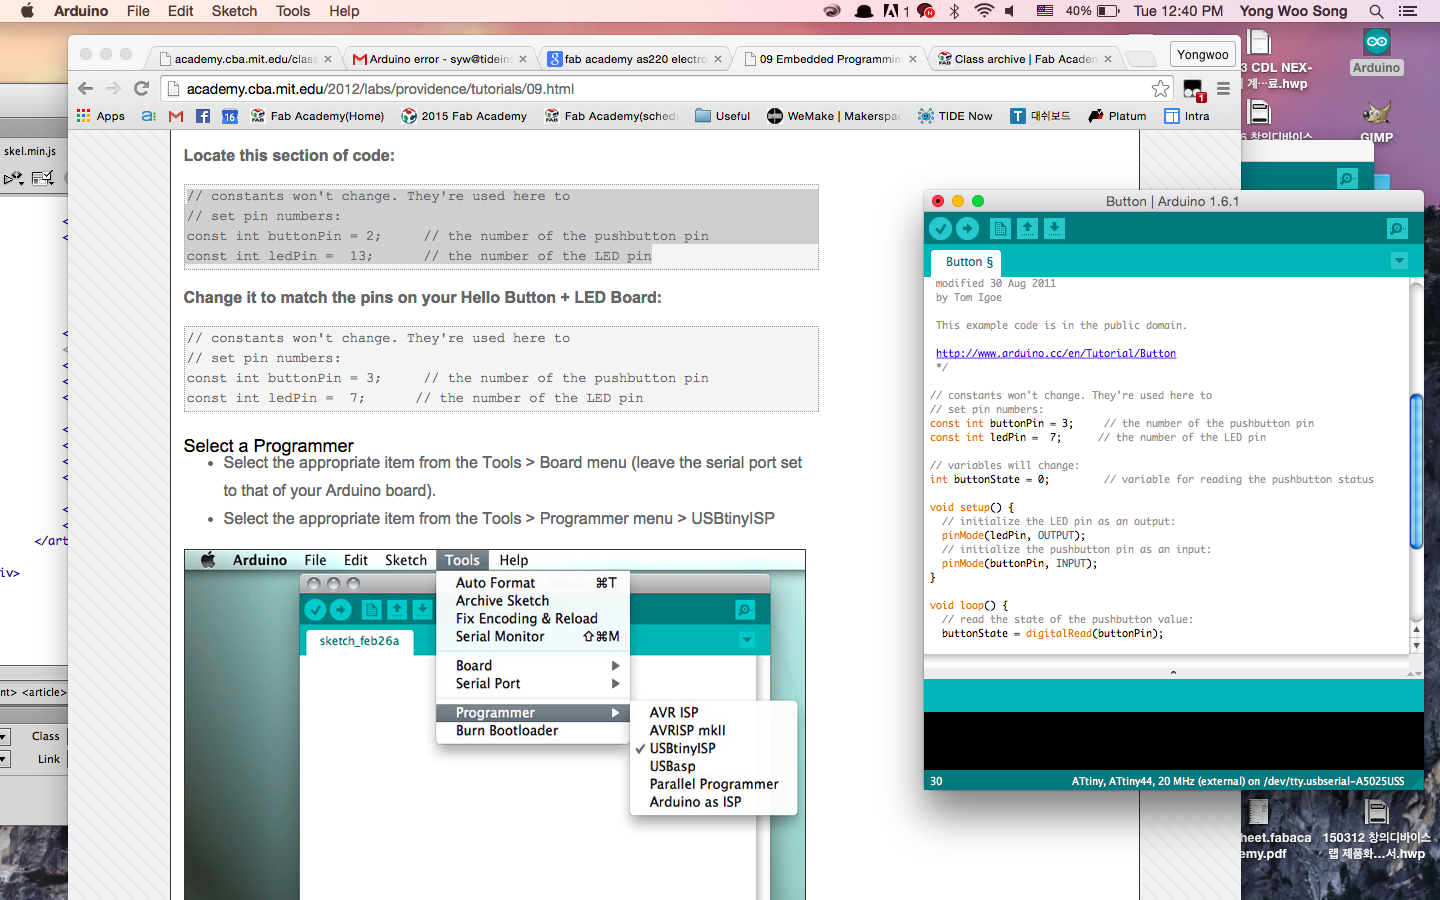 Arduino File Edit Sketch Tools Help
1
40% Tue 12:40 PM Yong Woo Song
academy.cba.mit.edu/class
Arduino error - syw@tideins
fab academy as220 electro
09 Embedded Programmin
Class archive | Fab Academ
Yongwoo
academy.cba.mit.edu/2012/labs/providence/tutorials/09.html
1
Apps
a:
16
Fab Academy(Home)
2015 Fab Academy
Fab Academy(sched
Useful
WeMake | Makerspac
TIDE Now
T 대쉬보드
Platum
Intra
Locate this section of code:
// constants won't change. They're used here to
// set pin numbers:
const int buttonPin = 2;     // the number of the pushbutton pin
const int ledPin =  13;      // the number of the LED pin
Change it to match the pins on your Hello Button + LED Board:
// constants won't change. They're used here to
// set pin numbers:
const int buttonPin = 3;     // the number of the pushbutton pin
const int ledPin =  7;      // the number of the LED pin
Select a Programmer
• Select the appropriate item from the Tools > Board menu (leave the serial port set
to that of your Arduino board).
• Select the appropriate item from the Tools > Programmer menu > USBtinyISP
Arduino File Edit Sketch Tools Help
sketch_feb26a
Auto Format ⌘T
Archive Sketch
Fix Encoding & Reload
Serial Monitor ⇧⌘M
Board
Serial Port
Programmer
Burn Bootloader
AVR ISP
AVRISP mkII
✓ USBtinyISP
USBasp
Parallel Programmer
Arduino as ISP
skel.min.js
<
<
<
<
<
<
<
<
<
<
<
</art
iv>
nt> <article>
Class
Link
Button | Arduino 1.6.1
Button §
modified 30 Aug 2011
by Tom Igoe
This example code is in the public domain.
http://www.arduino.cc/en/Tutorial/Button
*/
// constants won't change. They're used here to
// set pin numbers:
const int buttonPin = 3;     // the number of the pushbutton pin
const int ledPin =  7;      // the number of the LED pin
// variables will change:
int buttonState = 0;         // variable for reading the pushbutton status
void setup() {
// initialize the LED pin as an output:
pinMode(ledPin, OUTPUT);
// initialize the pushbutton pin as an input:
pinMode(buttonPin, INPUT);
}
void loop() {
// read the state of the pushbutton value:
buttonState = digitalRead(buttonPin);
30
ATtiny, ATtiny44, 20 MHz (external) on /dev/tty.usbserial-A5025USS
3 CDL NEX-
계…료.hwp
Arduino
창의디바이스
GIMP
heet.fabaca
emy.pdf
150312 창의디바이스
랩 제품화…서.hwp